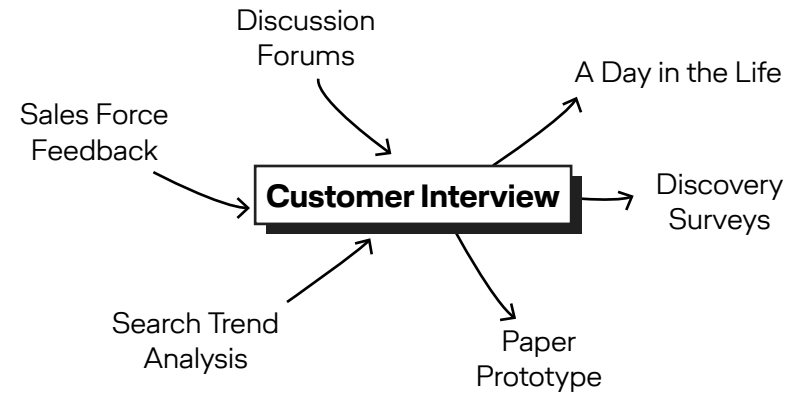 Discussion
Forums
A Day in the Life
Sales Force
Feedback
Customer Interview
Discovery
Surveys
Search Trend
Analysis
Paper
Prototype